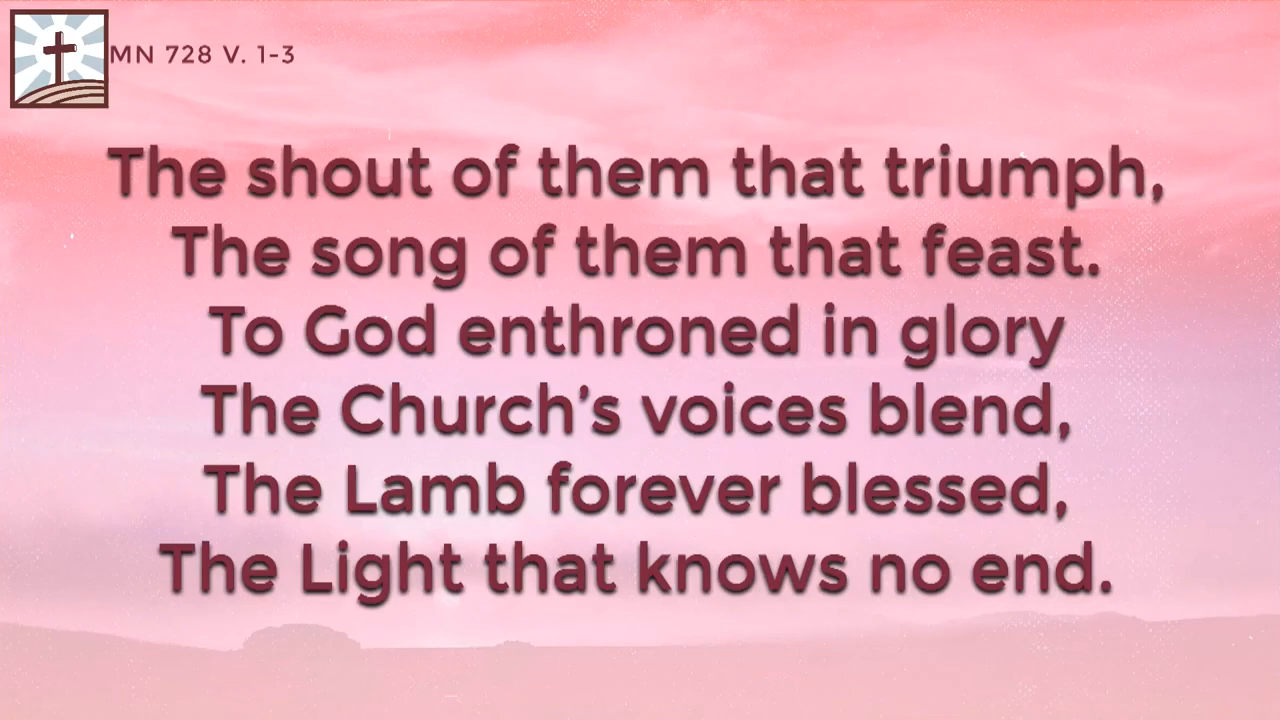 MN 728 V. 1-3
The shout of them that triumph,
The song of them that feast.
To God enthroned in glory
The Church’s voices blend,
The Lamb forever blessed,
The Light that knows no end.